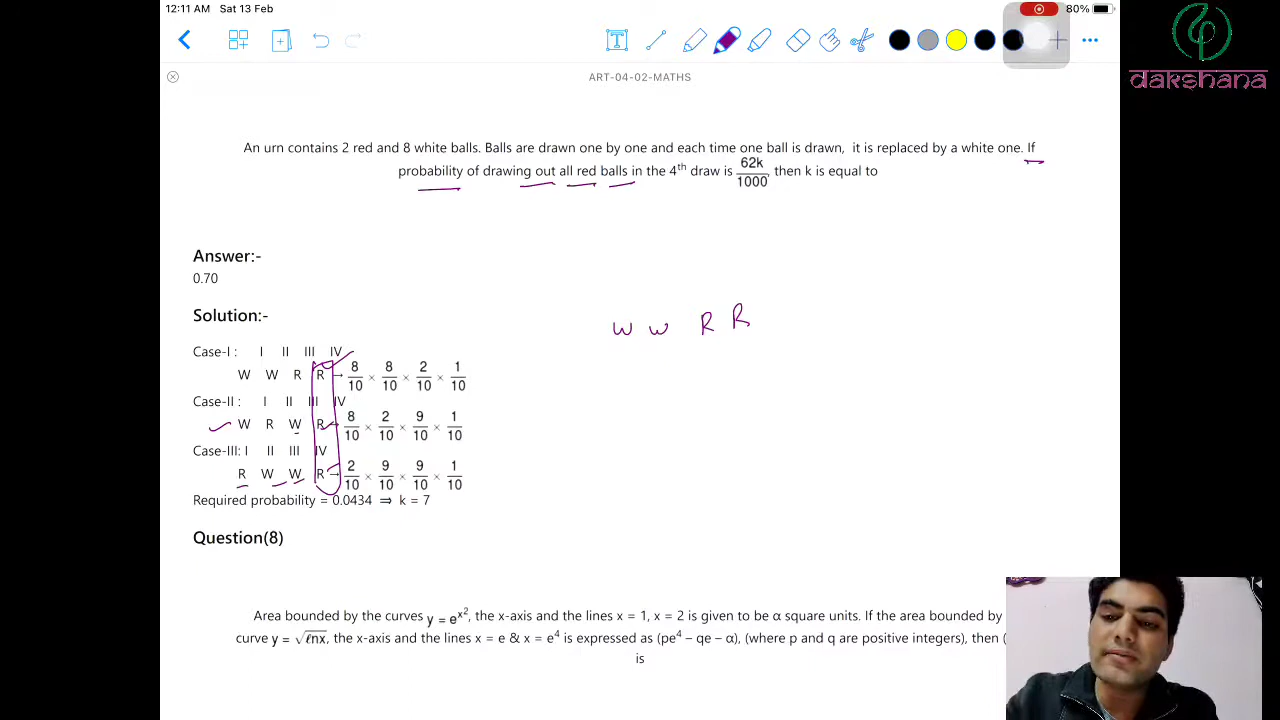 12:11 AM Sat 13 Feb
80%
dakshana
ART-04-02-MATHS
An urn contains 2 red and 8 white balls. Balls are drawn one by one and each time one ball is drawn, it is replaced by a white one. If
probability of drawing out all red balls in the 4th draw is 62k/1000, then k is equal to
Answer:-
0.70
Solution:-
W W R R
Case-I : I II III IV
W W R R → 8/10 × 8/10 × 2/10 × 1/10
Case-II : I II III IV
W R W R → 8/10 × 2/10 × 9/10 × 1/10
Case-III: I II III IV
R W W R → 2/10 × 9/10 × 9/10 × 1/10
Required probability = 0.0434 ⇒ k = 7
Question(8)
Area bounded by the curves y = e^x^2, the x-axis and the lines x = 1, x = 2 is given to be α square units. If the area bounded by
curve y = √ℓnx, the x-axis and the lines x = e & x = e^4 is expressed as (pe^4 – qe – α), (where p and q are positive integers), then (
is